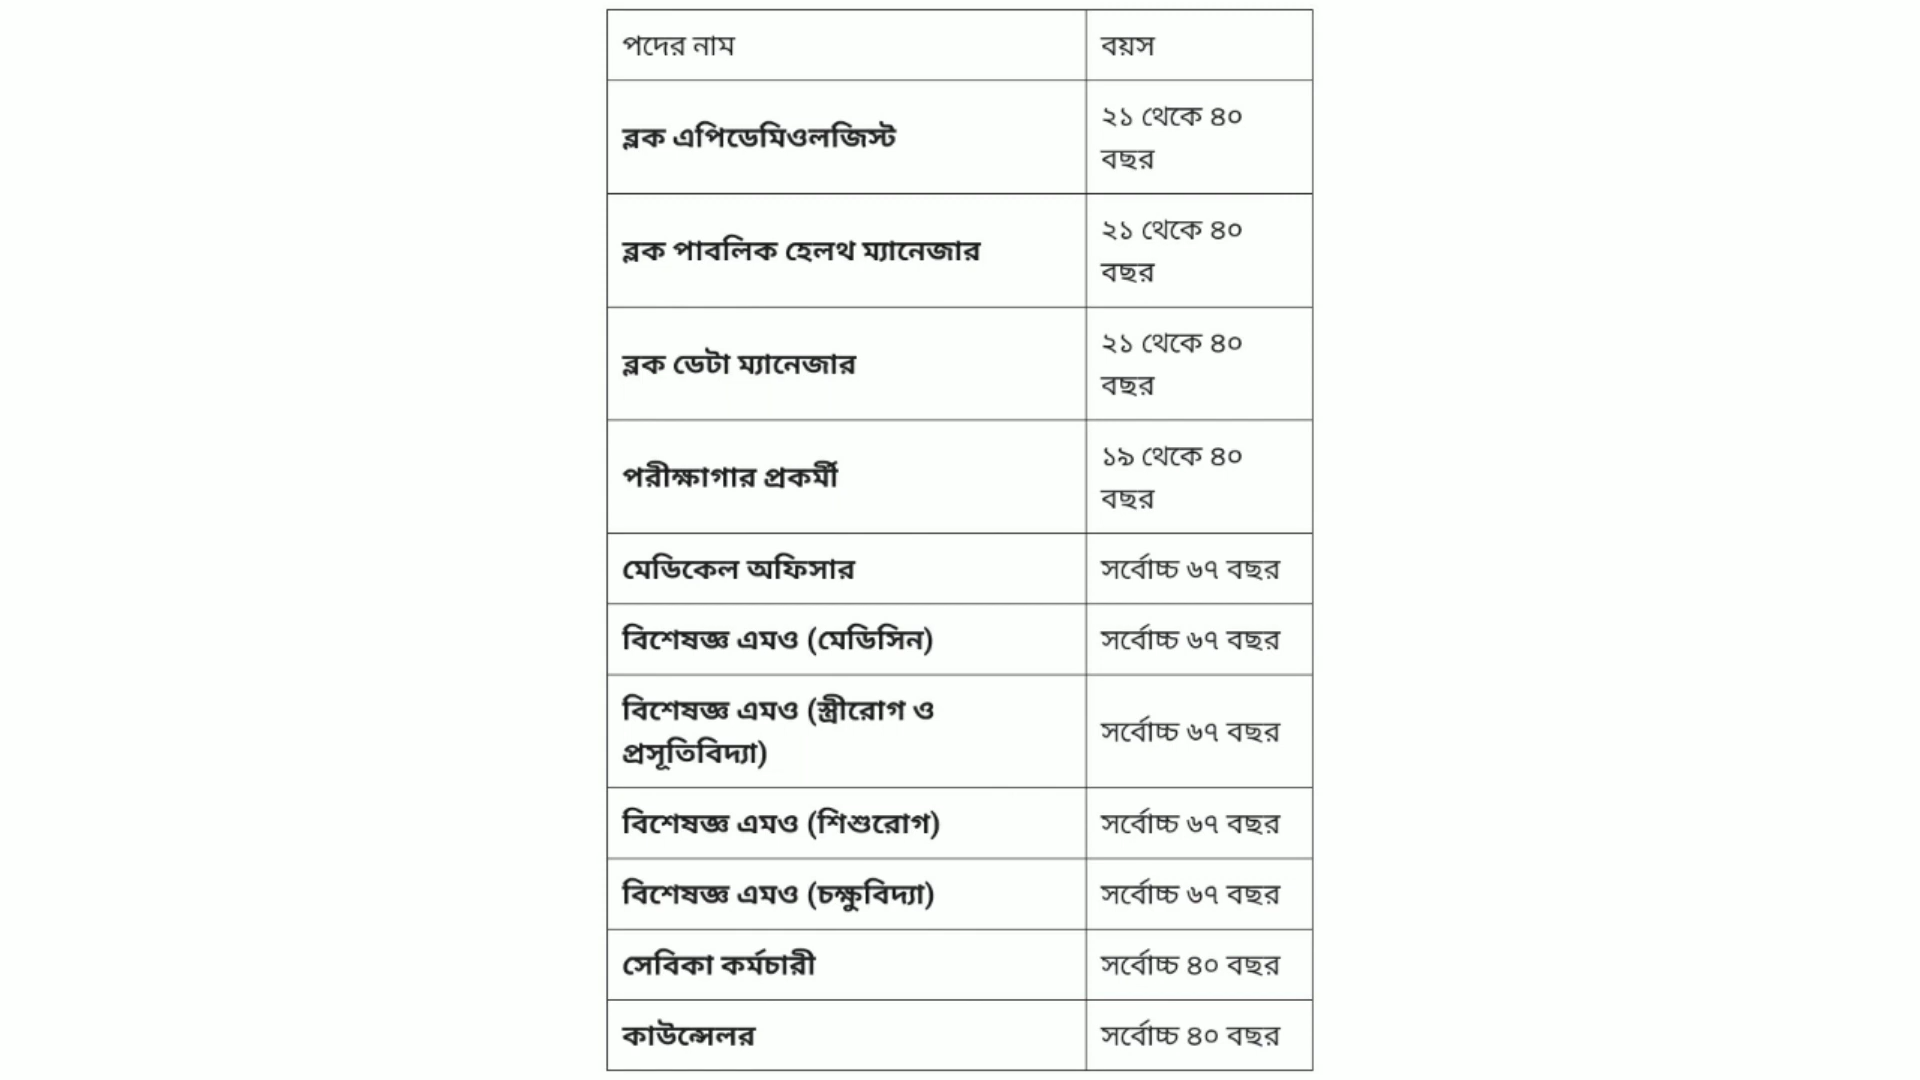 পদের নাম
বয়স
ব্লক এপিডেমিওলজিস্ট
২১ থেকে ৪০
বছর
ব্লক পাবলিক হেলথ ম্যানেজার
২১ থেকে ৪০
বছর
ব্লক ডেটা ম্যানেজার
২১ থেকে ৪০
বছর
পরীক্ষাগার প্রকর্মী
১৯ থেকে ৪০
বছর
মেডিকেল অফিসার
সর্বোচ্চ ৬৭ বছর
বিশেষজ্ঞ এমও (মেডিসিন)
সর্বোচ্চ ৬৭ বছর
বিশেষজ্ঞ এমও (স্ত্রীরোগ ও
প্রসূতিবিদ্যা)
সর্বোচ্চ ৬৭ বছর
বিশেষজ্ঞ এমও (শিশুরোগ)
সর্বোচ্চ ৬৭ বছর
বিশেষজ্ঞ এমও (চক্ষুবিদ্যা)
সর্বোচ্চ ৬৭ বছর
সেবিকা কর্মচারী
সর্বোচ্চ ৪০ বছর
কাউন্সেলর
সর্বোচ্চ ৪০ বছর